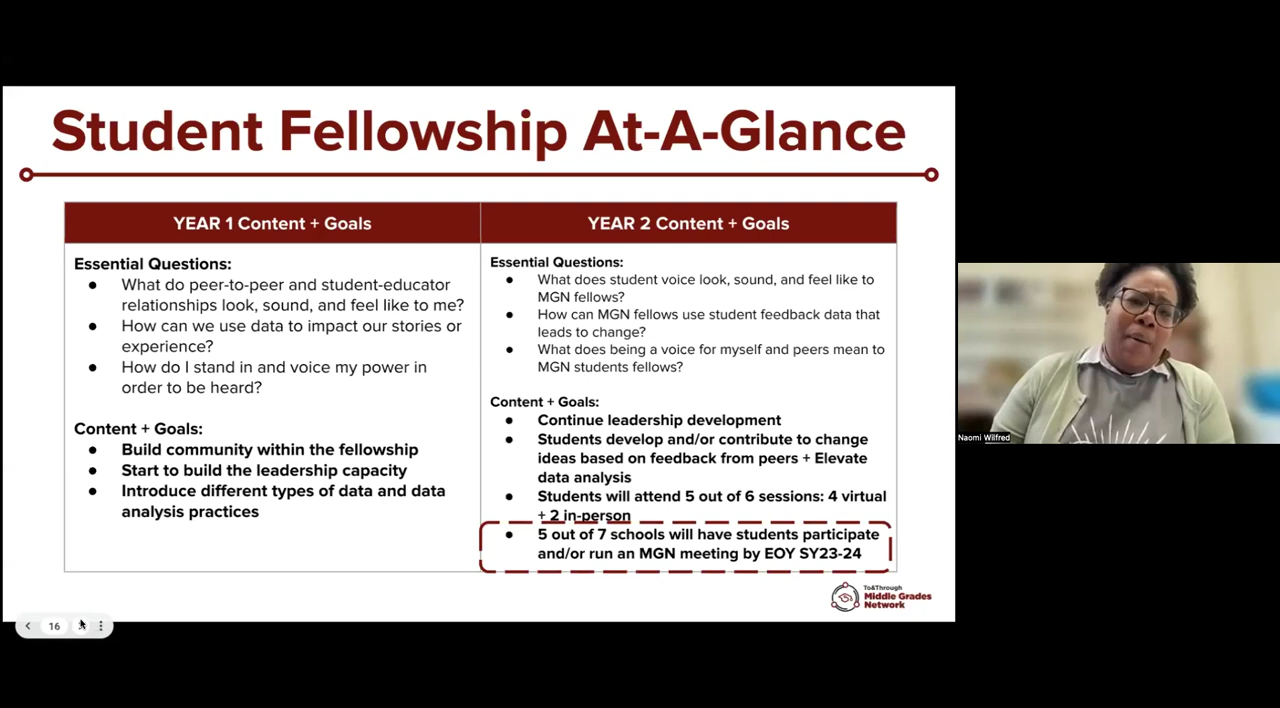 Student Fellowship At-A-Glance
YEAR 1 Content + Goals
Essential Questions:
● What do peer-to-peer and student-educator
relationships look, sound, and feel like to me?
● How can we use data to impact our stories or
experience?
● How do I stand in and voice my power in
order to be heard?
Content + Goals:
● Build community within the fellowship
● Start to build the leadership capacity
● Introduce different types of data and data
analysis practices
YEAR 2 Content + Goals
Essential Questions:
● What does student voice look, sound, and feel like to
MGN fellows?
● How can MGN fellows use student feedback data that
leads to change?
● What does being a voice for myself and peers mean to
MGN students fellows?
Content + Goals:
● Continue leadership development
● Students develop and/or contribute to change
ideas based on feedback from peers + Elevate
data analysis
● Students will attend 5 out of 6 sessions: 4 virtual
+ 2 in-person
● 5 out of 7 schools will have students participate
and/or run an MGN meeting by EOY SY23-24
To&Through
Middle Grades
Network
16
Naomi Wilfred